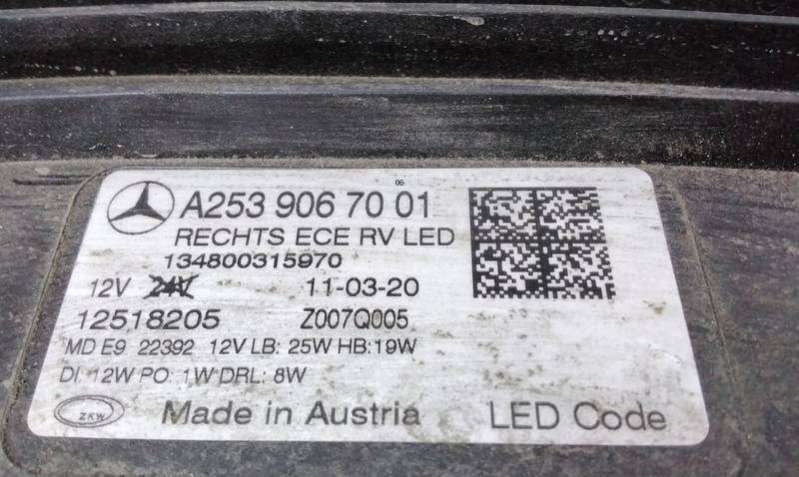 06
A253 906 70 01
RECHTS ECE RV LED
134800315970
12V 24V 11-03-20
12518205 Z007Q005
MD E9 22392 12V LB: 25W HB: 19W
DI: 12W PO: 1W DRL: 8W
ZKW Made in Austria LED Code